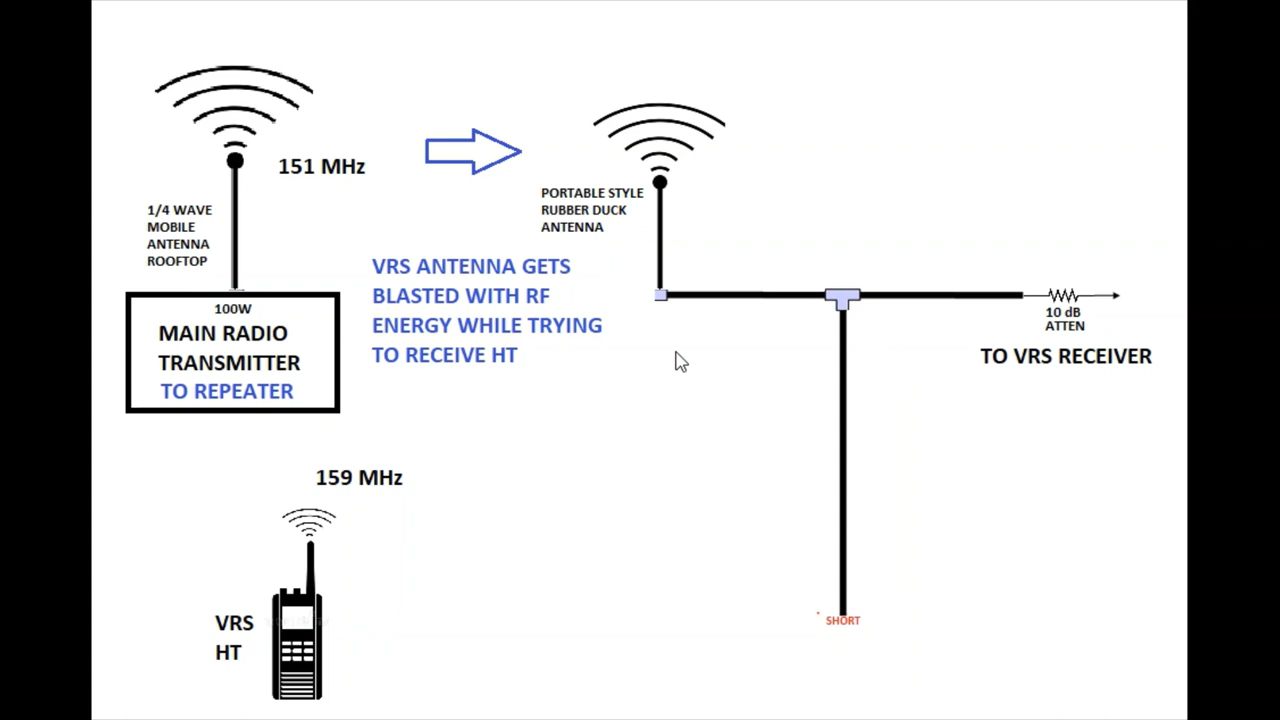 151 MHz
1/4 WAVE
MOBILE
ANTENNA
ROOFTOP
100W
MAIN RADIO
TRANSMITTER
TO REPEATER
PORTABLE STYLE
RUBBER DUCK
ANTENNA
VRS ANTENNA GETS
BLASTED WITH RF
ENERGY WHILE TRYING
TO RECEIVE HT
10 dB
ATTEN
TO VRS RECEIVER
159 MHz
VRS
HT
SHORT